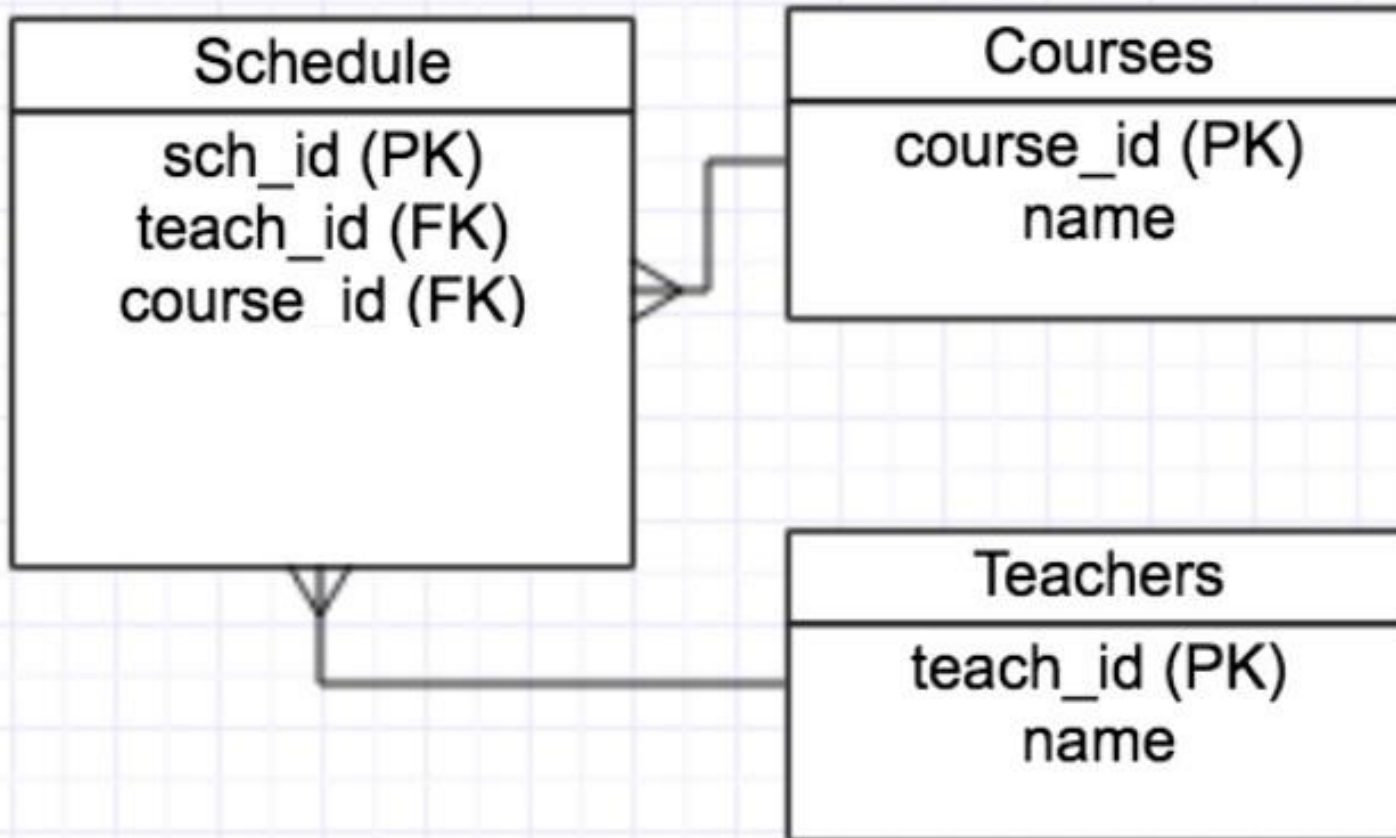 Schedule
sch_id (PK)
teach_id (FK)
course_id (FK)
Courses
course_id (PK)
name
Teachers
teach_id (PK)
name